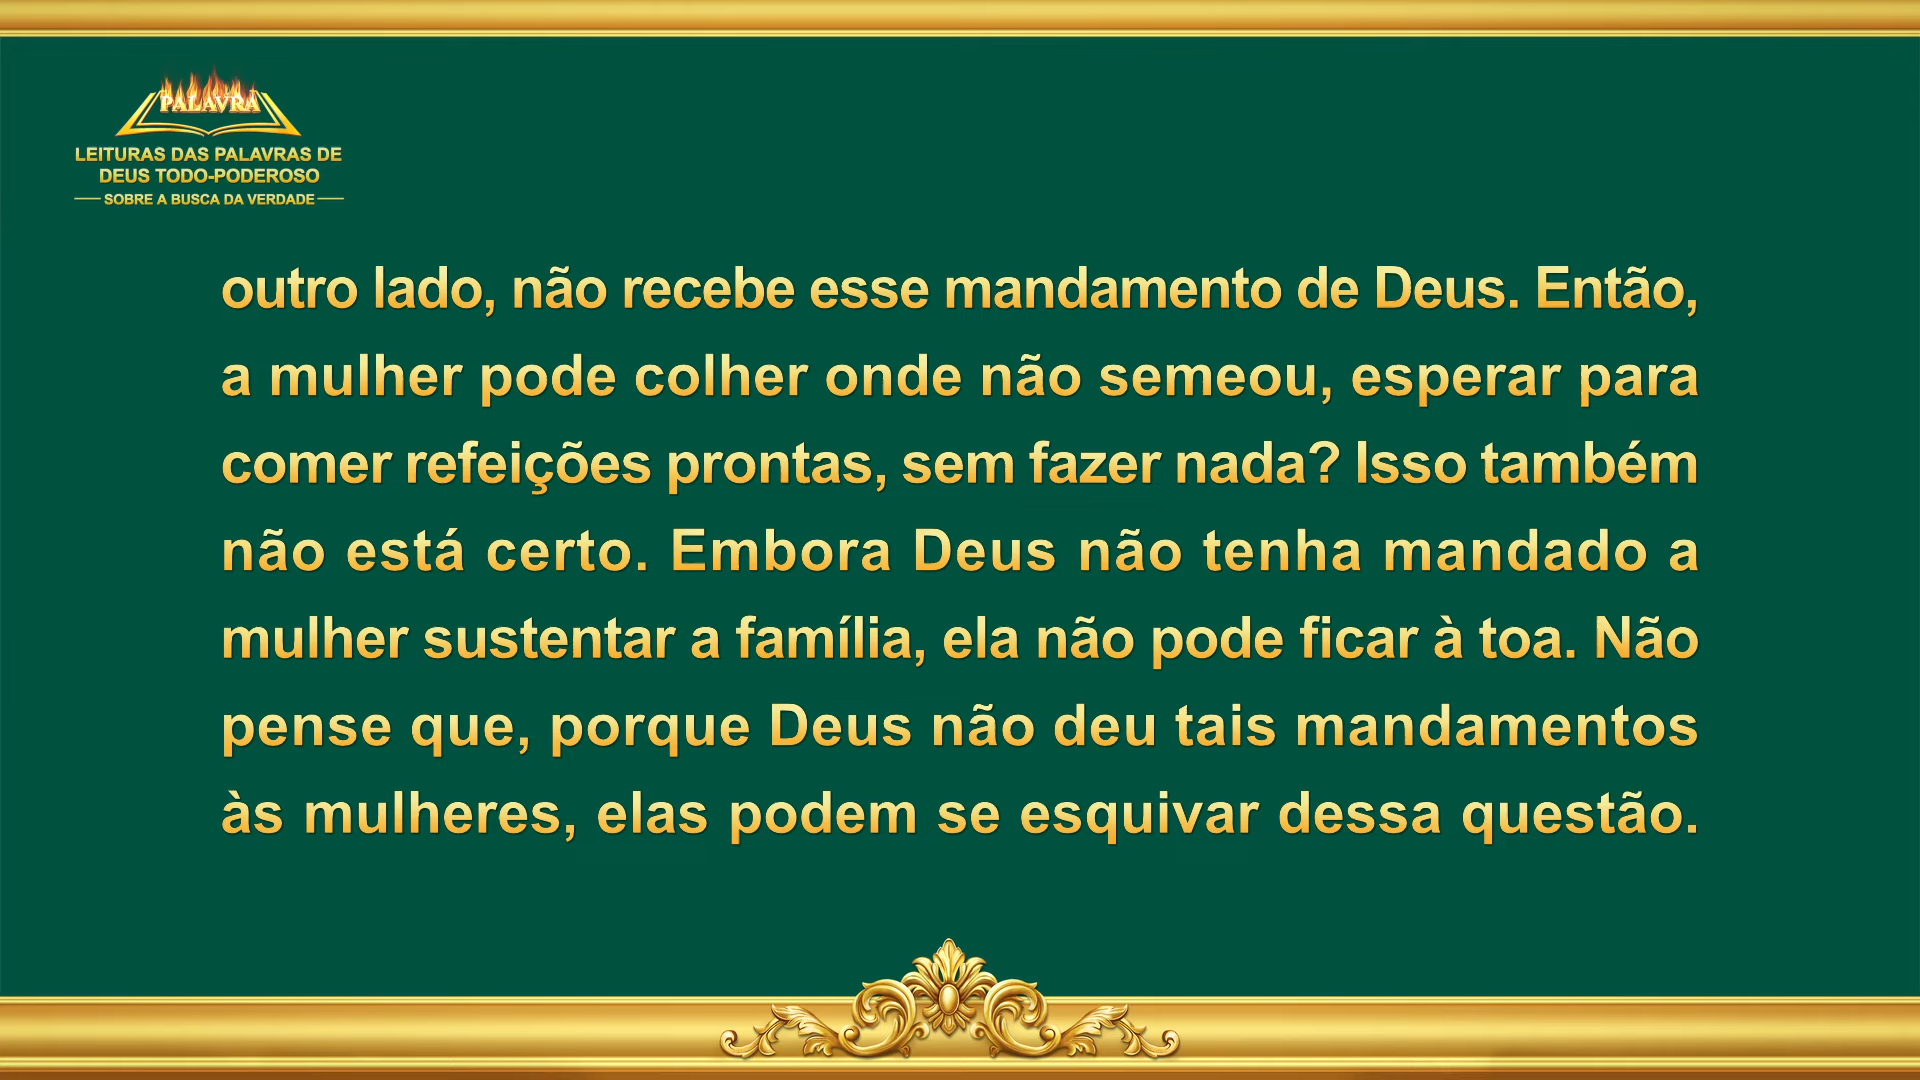 PALAVRA
LEITURAS DAS PALAVRAS DE
DEUS TODO-PODEROSO
SOBRE A BUSCA DA VERDADE
outro lado, não recebe esse mandamento de Deus. Então,
a mulher pode colher onde não semeou, esperar para
comer refeições prontas, sem fazer nada? Isso também
não está certo. Embora Deus não tenha mandado a
mulher sustentar a família, ela não pode ficar à toa. Não
pense que, porque Deus não deu tais mandamentos
às mulheres, elas podem se esquivar dessa questão.